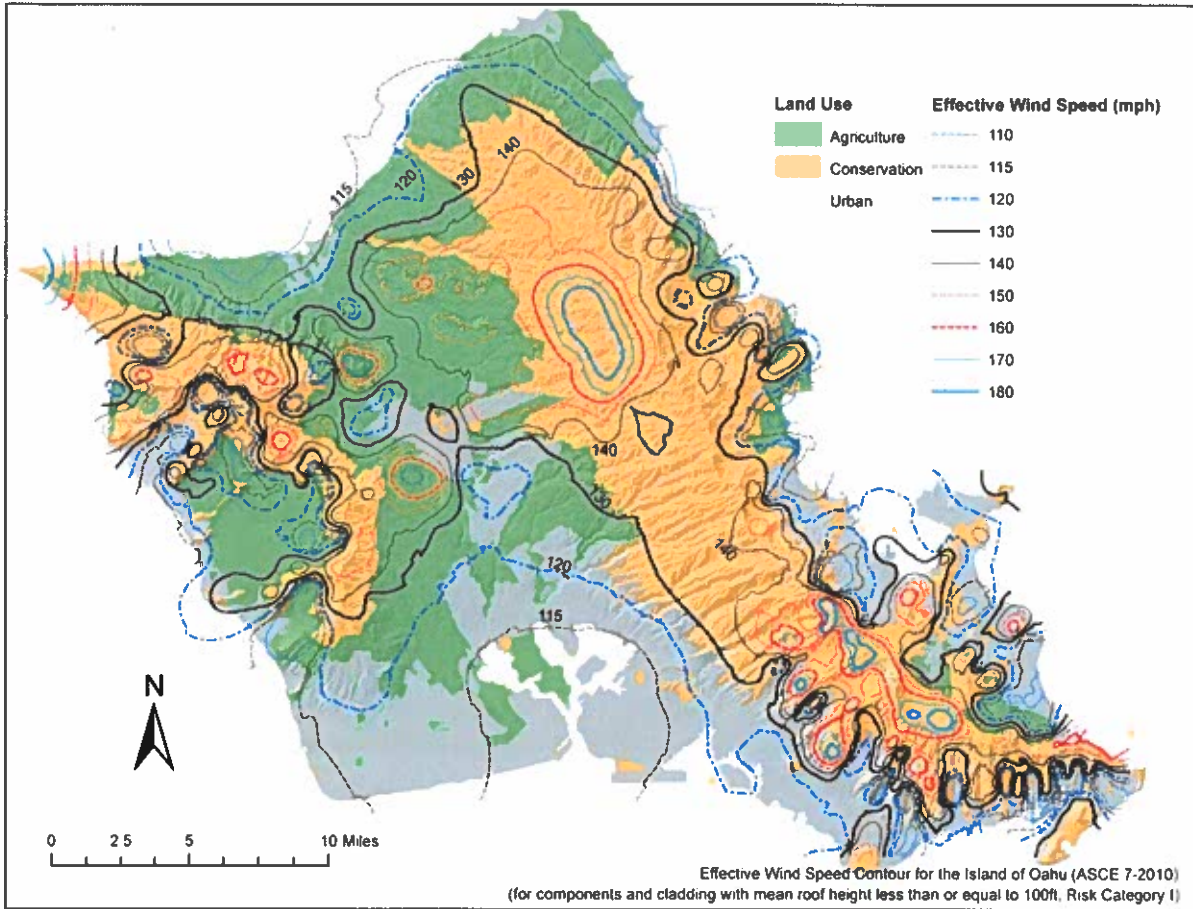 Land Use
Agriculture
Conservation
Urban
Effective Wind Speed (mph)
110
115
120
130
140
150
160
170
180
140
130
120
115
140
140
120
115
N
0 2 5 5 10 Miles
Effective Wind Speed Contour for the Island of Oahu (ASCE 7-2010)
(for components and cladding with mean roof height less than or equal to 100ft, Risk Category I)